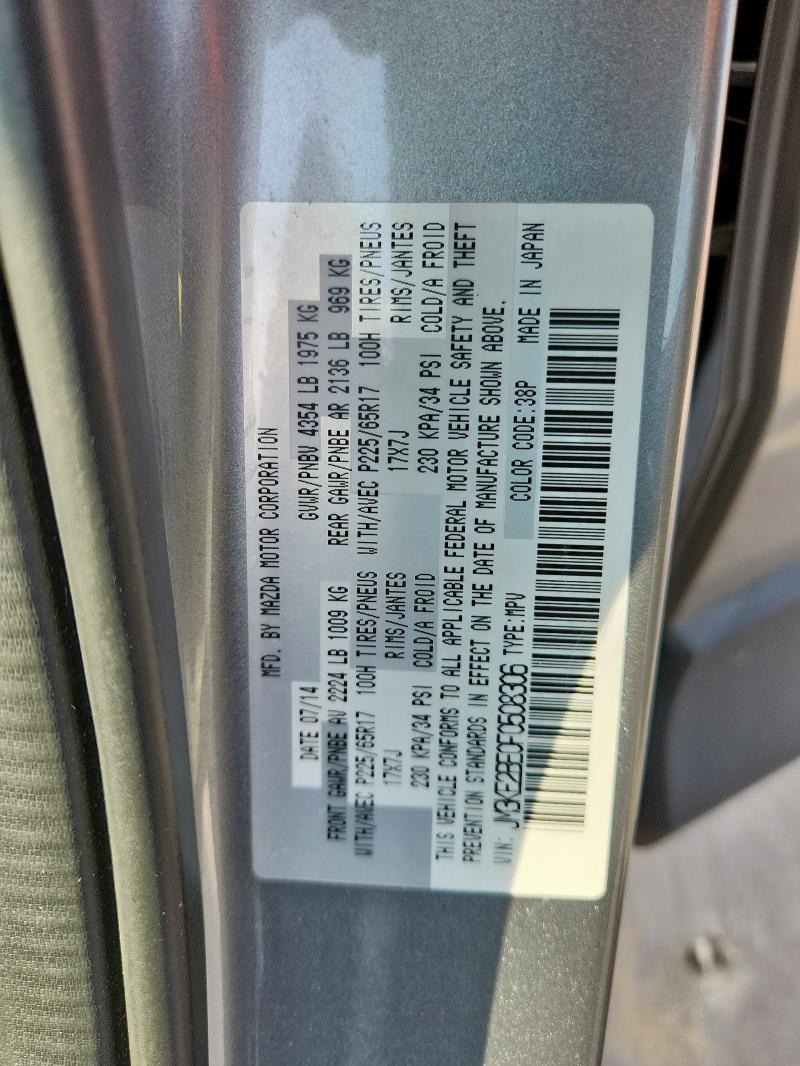 MFD. BY MAZDA MOTOR CORPORATION
DATE 07/14 GVWR/PNBV 4354 LB 1975 KG
FRONT GAWR/PNBE AV 2224 LB 1009 KG REAR GAWR/PNBE AR 2136 LB 969 KG
WITH/AVEC P225/65R17 100H TIRES/PNEUS WITH/AVEC P225/65R17 100H TIRES/PNEUS
17X7J RIMS/JANTES 17X7J RIMS/JANTES
230 KPA/34 PSI COLD/A FROID 230 KPA/34 PSI COLD/A FROID
THIS VEHICLE CONFORMS TO ALL APPLICABLE FEDERAL MOTOR VEHICLE SAFETY AND THEFT
PREVENTION STANDARDS IN EFFECT ON THE DATE OF MANUFACTURE SHOWN ABOVE.
VIN: JM3KE2BE0F0508306 TYPE:MPV COLOR CODE:38P MADE IN JAPAN